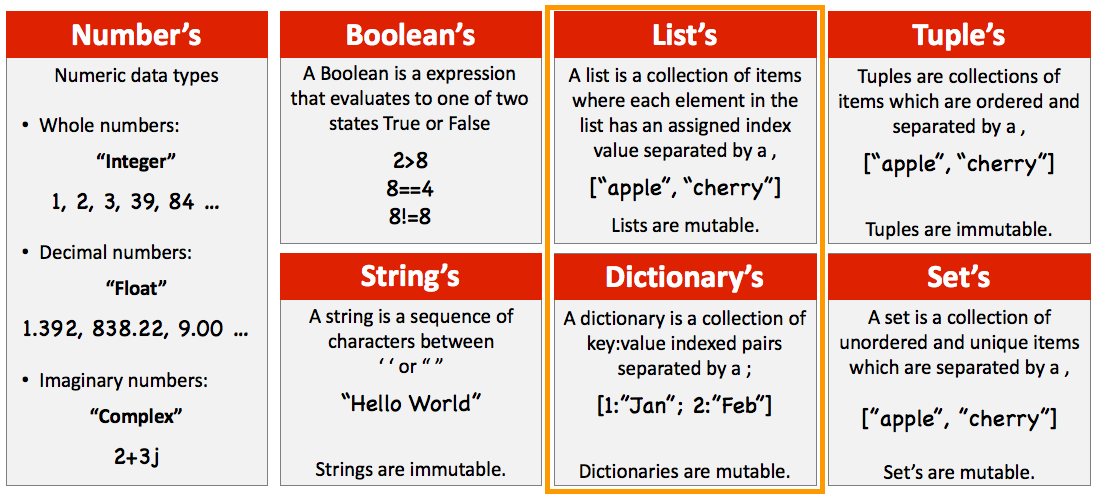 Number's
Numeric data types
• Whole numbers:
“Integer”
1, 2, 3, 39, 84 ...
• Decimal numbers:
“Float”
1.392, 838.22, 9.00 ...
• Imaginary numbers:
“Complex”
2+3j
Boolean's
A Boolean is a expression
that evaluates to one of two
states True or False
2>8
8==4
8!=8
String's
A string is a sequence of
characters between
‘ ‘ or “ ”
“Hello World”
Strings are immutable.
List's
A list is a collection of items
where each element in the
list has an assigned index
value separated by a ,
[“apple”, “cherry”]
Lists are mutable.
Dictionary's
A dictionary is a collection of
key:value indexed pairs
separated by a ;
[1:”Jan”; 2:”Feb”]
Dictionaries are mutable.
Tuple's
Tuples are collections of
items which are ordered and
separated by a ,
[“apple”, “cherry”]
Tuples are immutable.
Set's
A set is a collection of
unordered and unique items
which are separated by a ,
[”apple”, ”cherry”]
Set's are mutable.